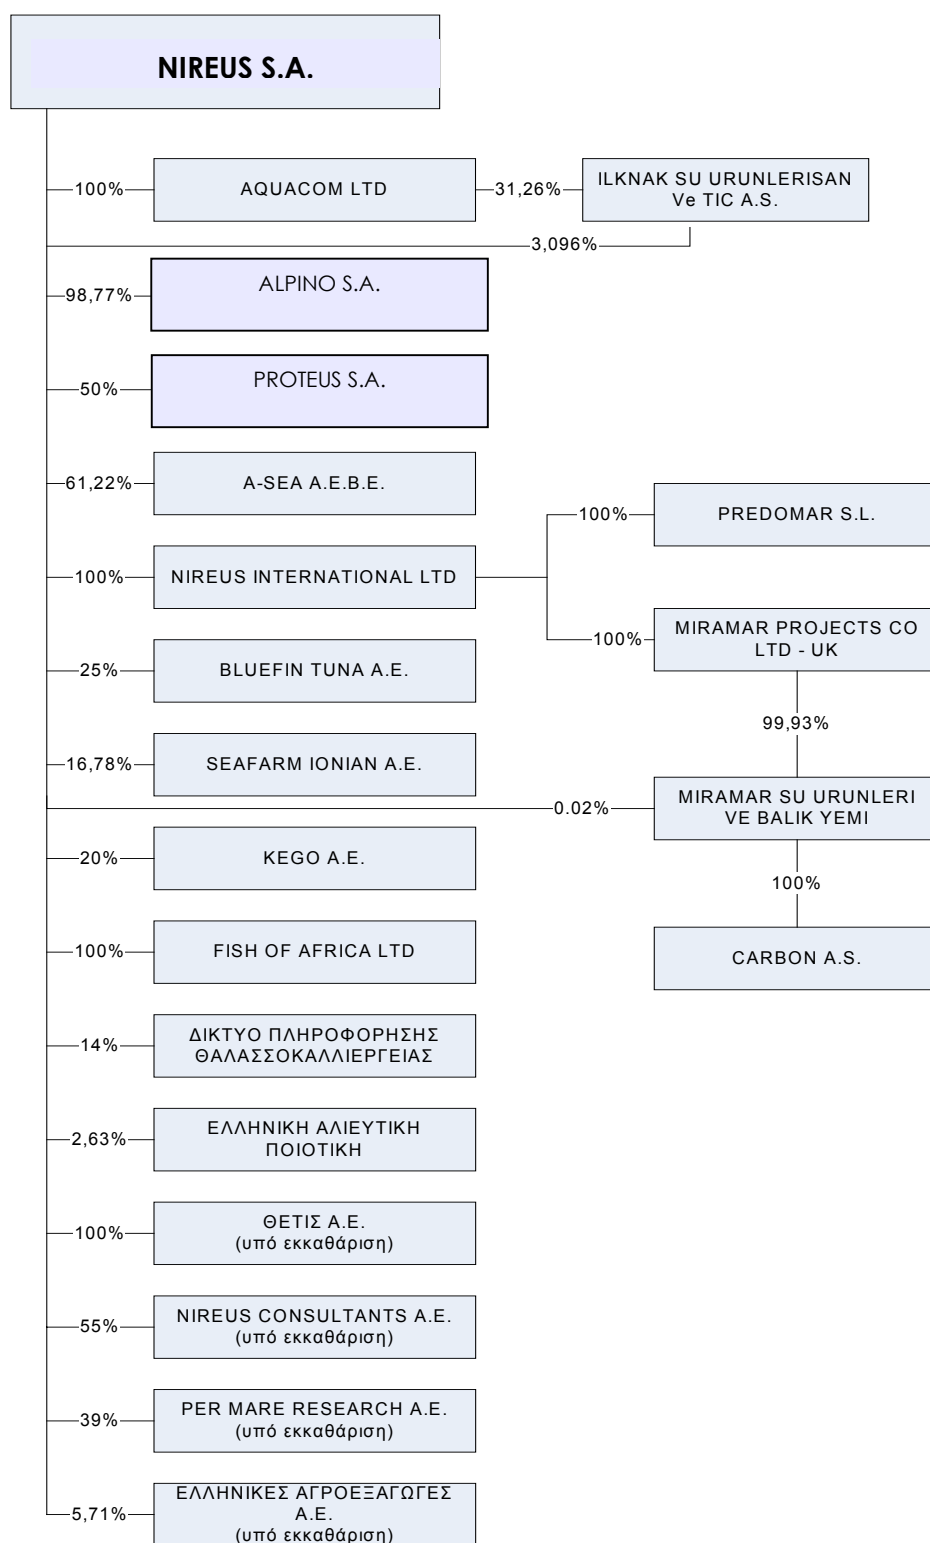 NIREUS S.A.
100%
AQUACOM LTD
31,26%
ILKNAK SU URUNLERISAN
Ve TIC A.S.
3,096%
98,77%
ALPINO S.A.
50%
PROTEUS S.A.
61,22%
A-SEA A.E.B.E.
100%
PREDOMAR S.L.
100%
NIREUS INTERNATIONAL LTD
100%
MIRAMAR PROJECTS CO
LTD - UK
25%
BLUEFIN TUNA A.E.
99,93%
16,78%
SEAFARM IONIAN A.E.
0.02%
MIRAMAR SU URUNLERI
VE BALIK YEMI
20%
KEGO A.E.
100%
100%
FISH OF AFRICA LTD
CARBON A.S.
14%
ΔΙΚΤΥΟ ΠΛΗΡΟΦΟΡΗΣΗΣ
ΘΑΛΑΣΣΟΚΑΛΛΙΕΡΓΕΙΑΣ
2,63%
ΕΛΛΗΝΙΚΗ ΑΛΙΕΥΤΙΚΗ
ΠΟΙΟΤΙΚΗ
100%
ΘΕΤΙΣ Α.Ε.
(υπό εκκαθάριση)
55%
NIREUS CONSULTANTS A.E.
(υπό εκκαθάριση)
39%
PER MARE RESEARCH A.E.
(υπό εκκαθάριση)
5,71%
ΕΛΛΗΝΙΚΕΣ ΑΓΡΟΕΞΑΓΩΓΕΣ
Α.Ε.
(υπό εκκαθάριση)